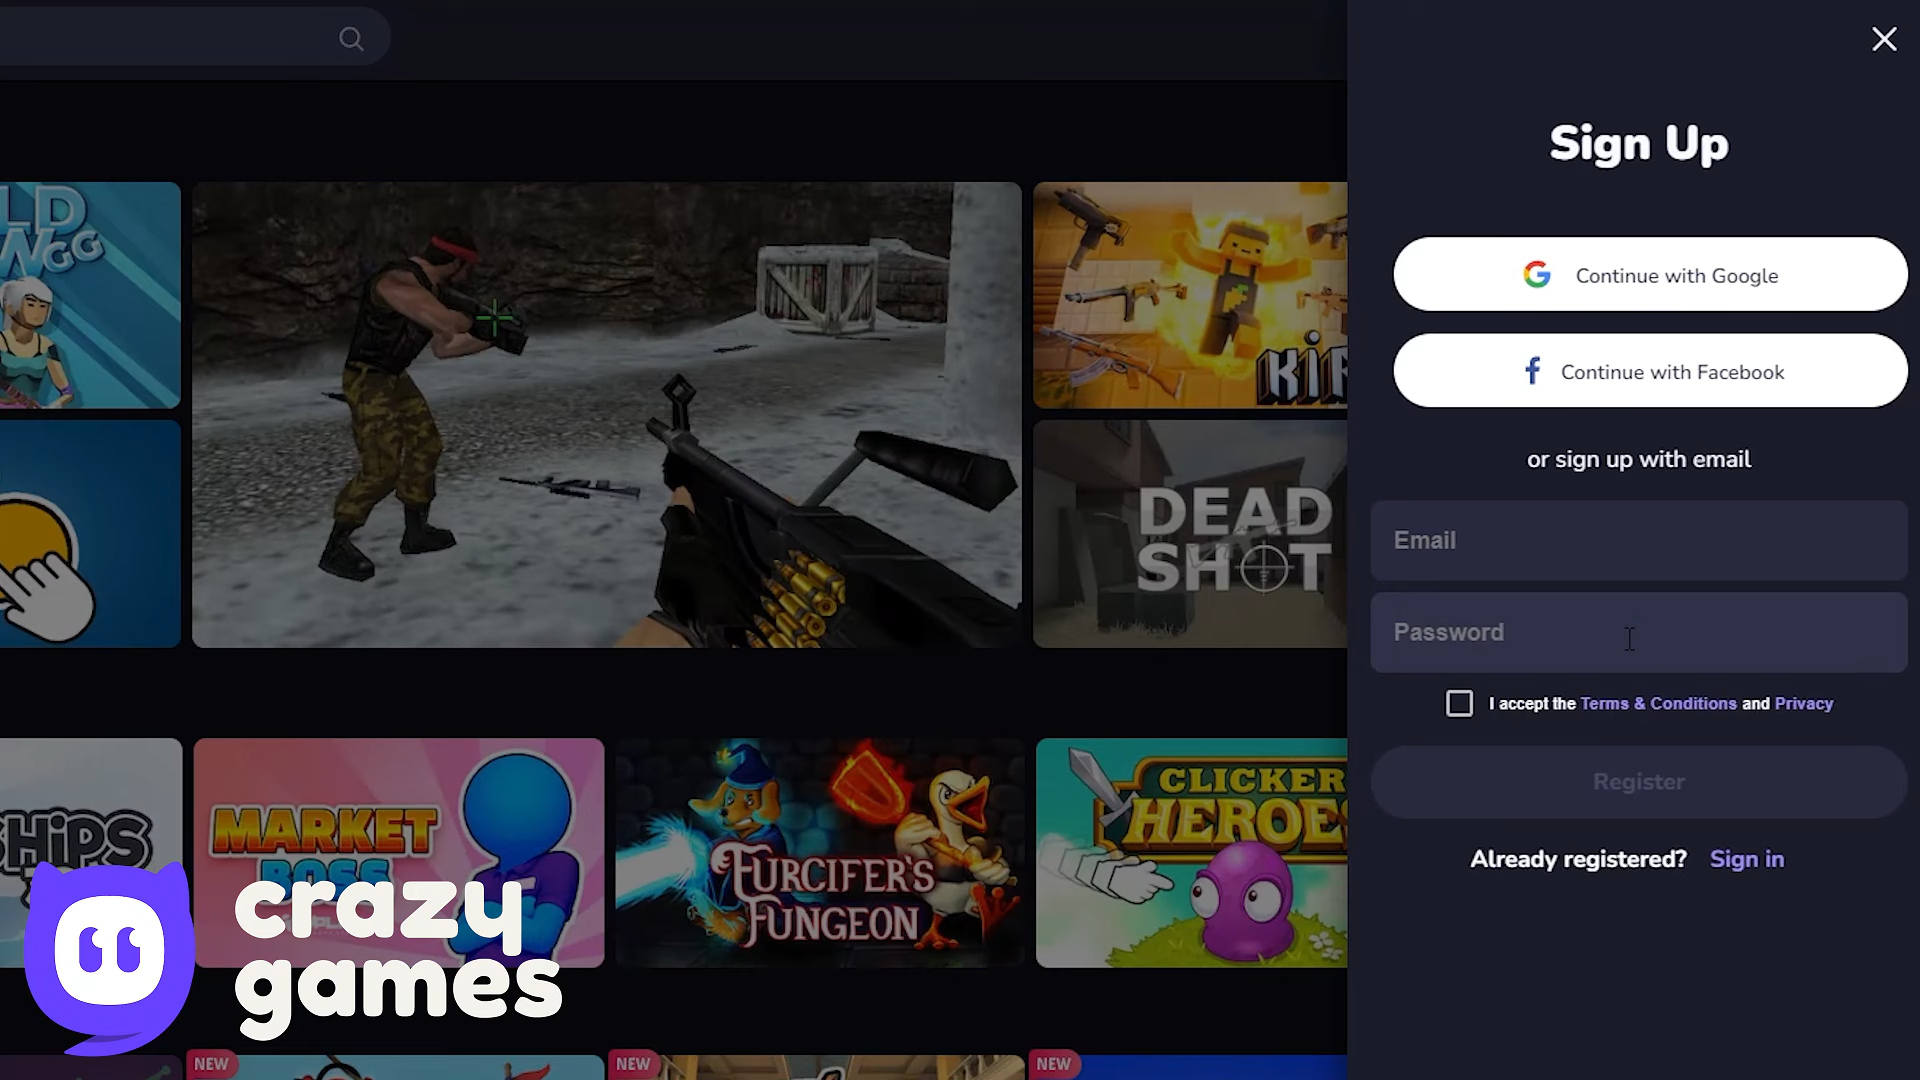 Sign Up
Continue with Google
Continue with Facebook
or sign up with email
Email
Password
I accept the Terms & Conditions and Privacy
Register
Already registered? Sign in
LD
DEAD
SHOT
HiPS
MARKET
BOSS
FURCIFER'S
FUNGEON
CLICKER
HEROES
crazy
games
NEW
NEW
NEW